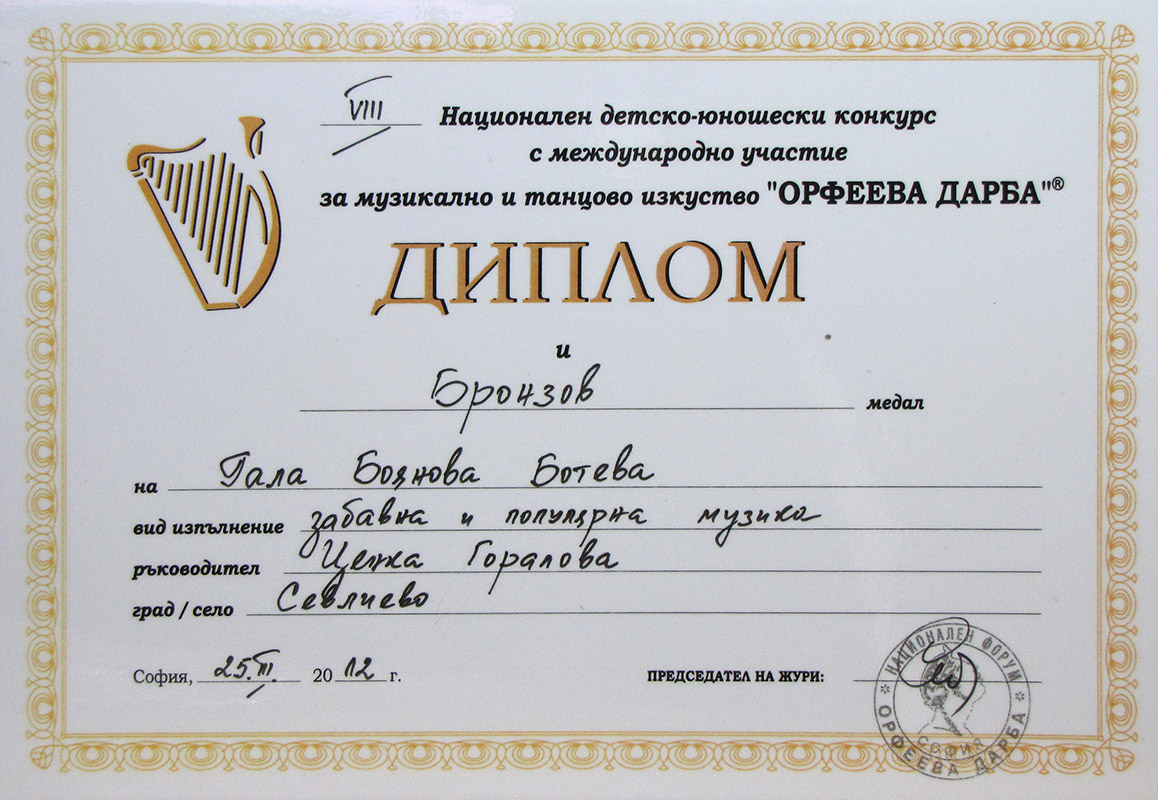 VIII Национален детско-юношески конкурс
с международно участие
за музикално и танцово изкуство "ОРФЕЕВА ДАРБА"®
ДИПЛОМ
и
Бронзов медал
на Гала Боянова Ботева
вид изпълнение забавна и популярна музика
ръководител Ценка Горалова
град / село Севлиево
София, 25.III. 2012 г.
ПРЕДСЕДАТЕЛ НА ЖУРИ:
* НАЦИОНАЛЕН ФОРУМ *
ОРФЕЕВА ДАРБА
СОФИЯ